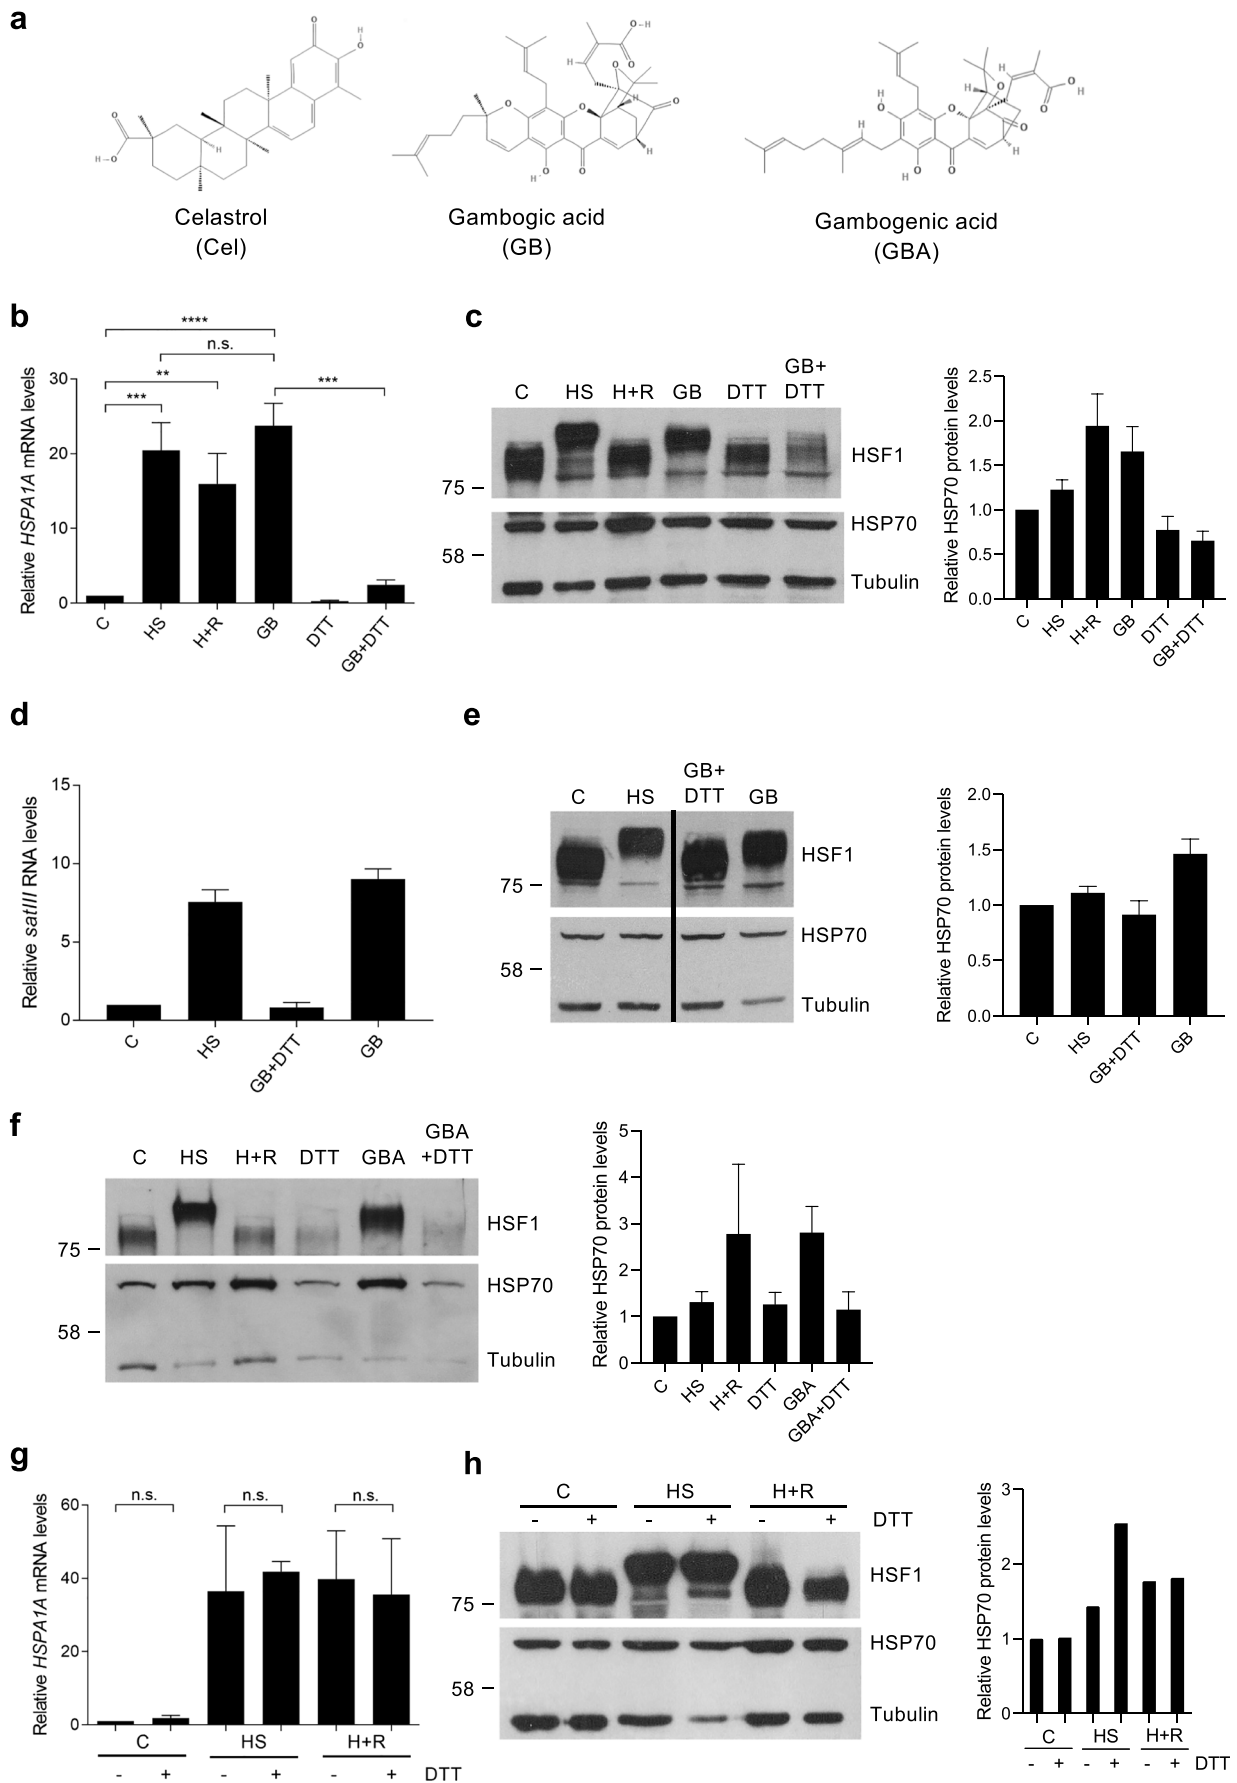 a
O
H
O
O
H
H-O
Celastrol
(Cel)
H
O
O
H
O-H
O
O
O
H
O
H
O
H
Gambogic acid
(GB)
H
O
H
O
H
O
H
O
H
O
H
O
H
O
O
H
Gambogenic acid
(GBA)
b
****
n.s.
**
***
***
Relative HSPA1A mRNA levels
30
20
10
0
C
HS
H+R
GB
DTT
GB+DTT
c
C
HS
H+R
GB
DTT
GB+
DTT
HSF1
75
HSP70
58
Tubulin
Relative HSP70 protein levels
2.5
2.0
1.5
1.0
0.5
0.0
C
HS
H+R
GB
DTT
GB+DTT
d
Relative satIII RNA levels
15
10
5
0
C
HS
GB+DTT
GB
e
C
HS
GB+
DTT
GB
HSF1
75
HSP70
58
Tubulin
Relative HSP70 protein levels
2.0
1.5
1.0
0.5
0.0
C
HS
GB+DTT
GB
f
C
HS
H+R
DTT
GBA
GBA
+DTT
HSF1
75
HSP70
58
Tubulin
Relative HSP70 protein levels
5
4
3
2
1
0
C
HS
H+R
DTT
GBA
GBA+DTT
g
n.s.
n.s.
n.s.
Relative HSPA1A mRNA levels
60
40
20
0
C
HS
H+R
- + - + - + DTT
h
C
HS
H+R
- + - + - + DTT
HSF1
75
HSP70
58
Tubulin
Relative HSP70 protein levels
3
2
1
0
C
HS
H+R
- + - + - + DTT